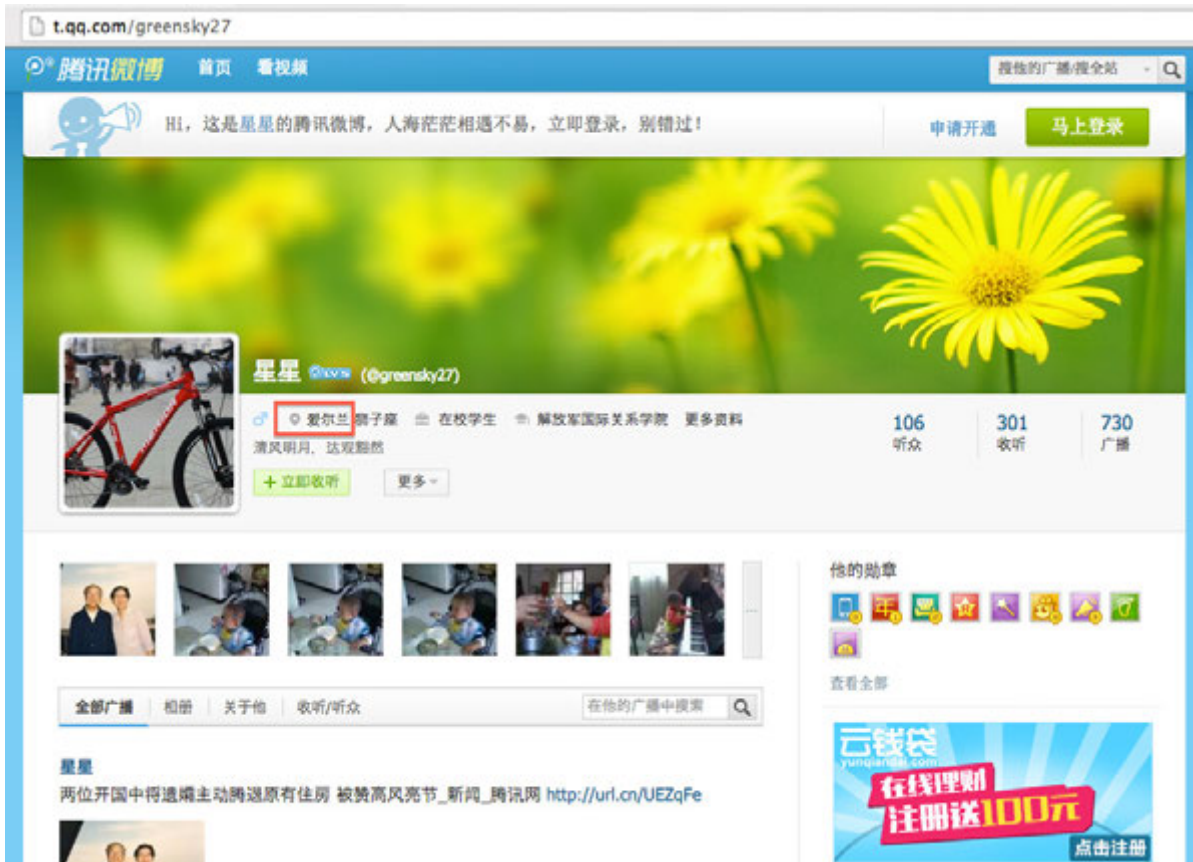 t.qq.com/greensky27
腾讯微博 首页 看视频 搜他的广播/搜全站
Hi, 这是星星的腾讯微博，人海茫茫相遇不易，立即登录，别错过！ 申请开通 马上登录
星星 (@greensky27)
爱尔兰 狮子座 在校学生 解放军国际关系学院 更多资料
106 301 730
听众 收听 广播
清风明月，达观豁然
+ 立即收听 更多
他的勋章
查看全部
全部广播 相册 关于他 收听/听众 在他的广播中搜索
星星
两位开国中将遗孀主动腾退原有住房 被赞高风亮节_新闻_腾讯网 http://url.cn/UEZqFe
云钱袋
yunqiandai.com
在线理财
注册送100元
点击注册